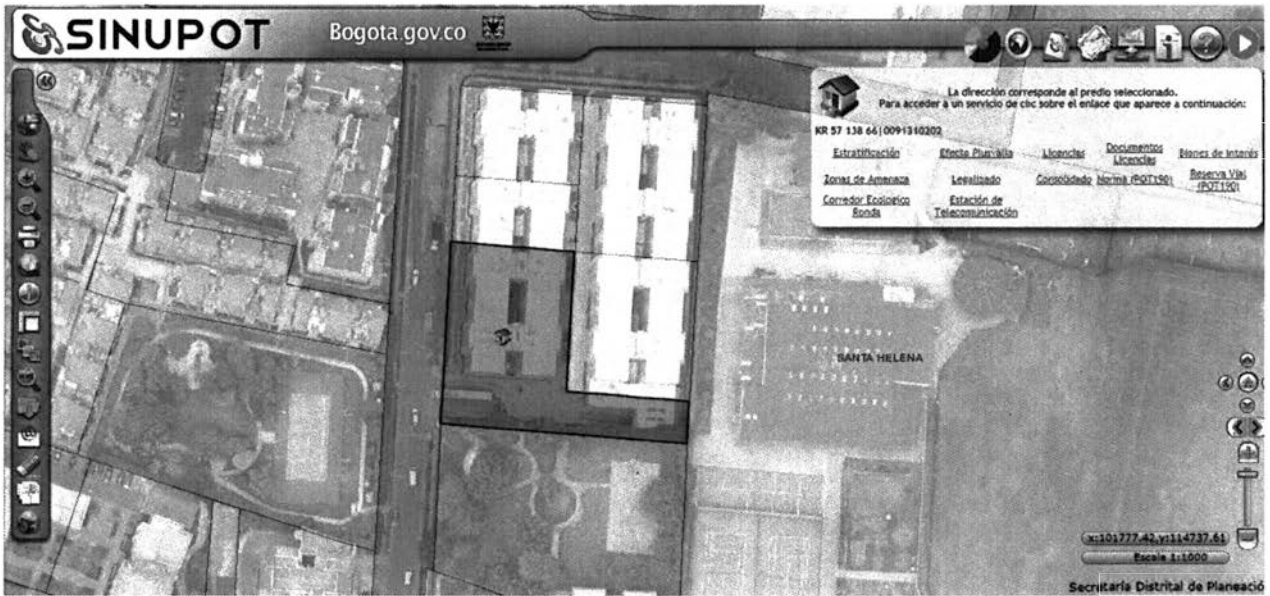 SINUPOT
Bogota.gov.co
La dirección corresponde al predio seleccionado.
Para acceder a un servicio de clic sobre el enlace que aparece a continuación:
KR 57 138 66|0091310202
Estratificación Efecto Plusvalía Licencias Documentos Licencias Bienes de Interés
Zonas de Amenaza Legalizado Consolidado Norma (POT190) Reserva Vial (POT190)
Corredor Ecologico Ronda Estación de Telecomunicación
SANTA HELENA
x:101777.42,y:114737.61
Escala 1:1000
Secretaría Distrital de Planeació